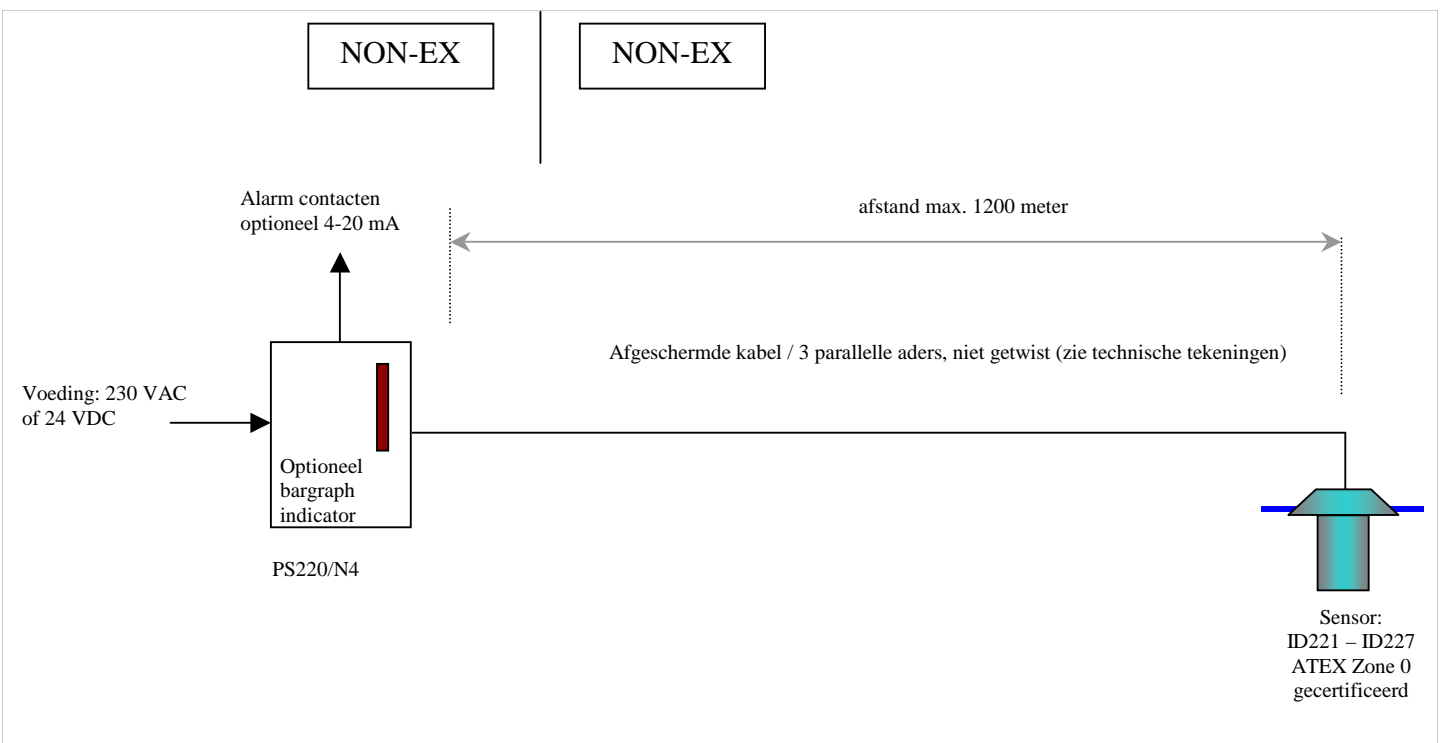 NON-EX
NON-EX
Alarm contacten
optioneel 4-20 mA
afstand max. 1200 meter
Afgeschermde kabel / 3 parallelle aders, niet getwist (zie technische tekeningen)
Voeding: 230 VAC
of 24 VDC
Optioneel
bargraph
indicator
PS220/N4
Sensor:
ID221 – ID227
ATEX Zone 0
gecertificeerd